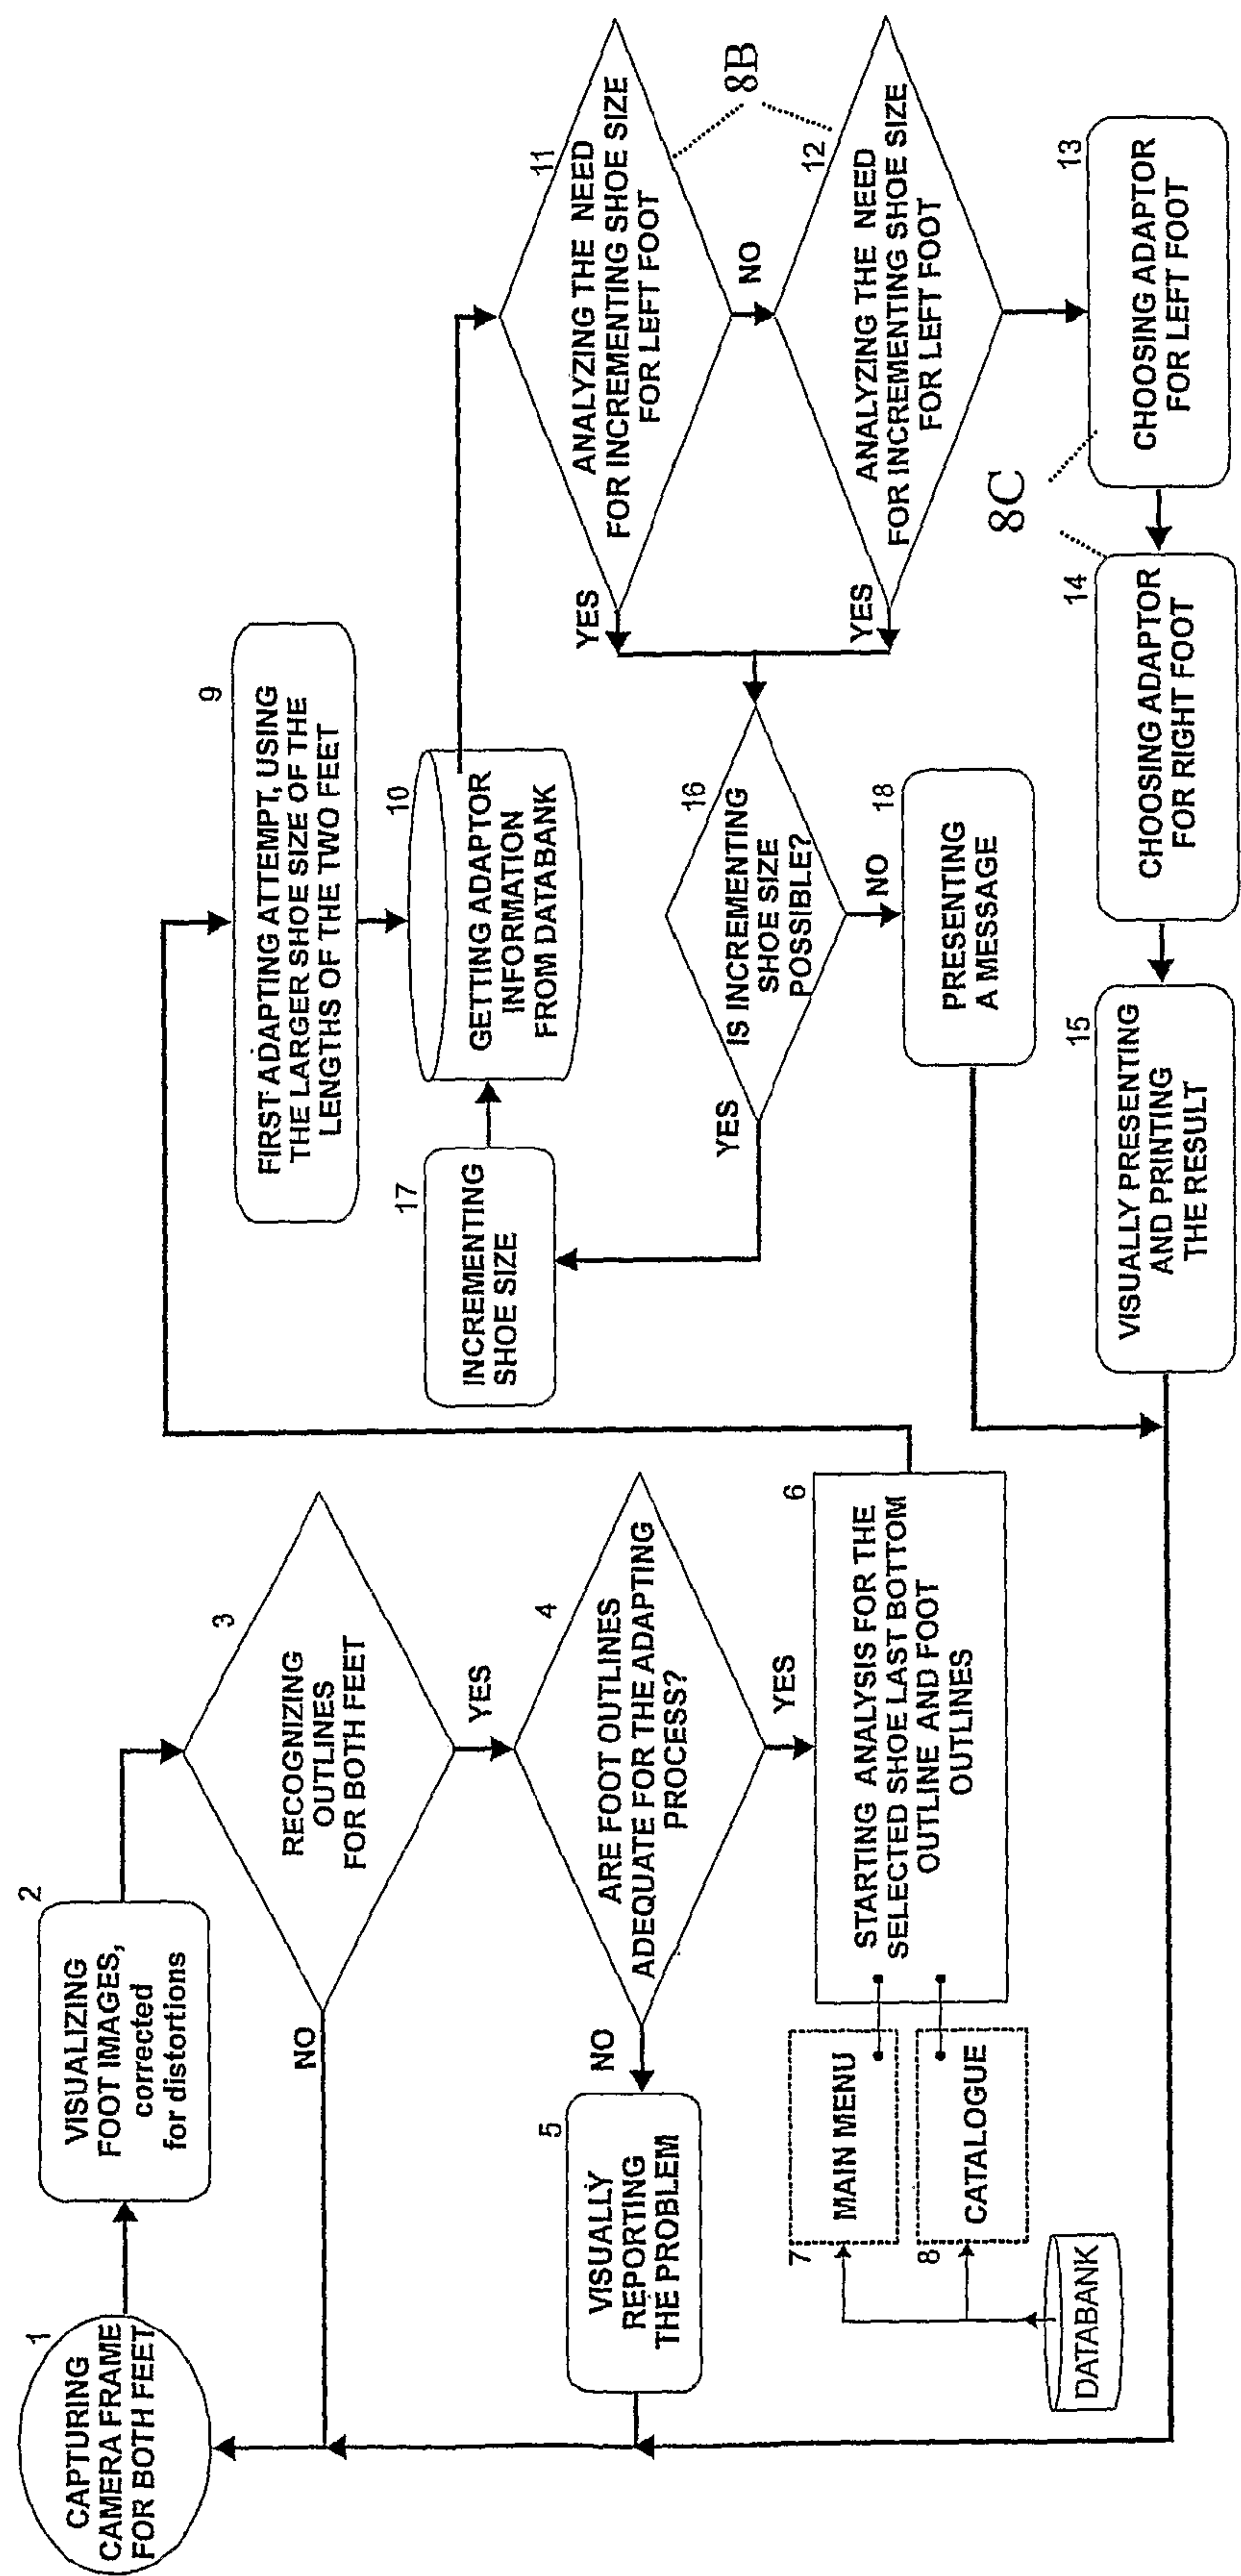 1
CAPTURING
CAMERA FRAME
FOR BOTH FEET
2
VISUALIZING
FOOT IMAGES,
corrected
for distortions
3
RECOGNIZING
OUTLINES
FOR BOTH FEET
NO
YES
4
ARE FOOT OUTLINES
ADEQUATE FOR THE ADAPTING
PROCESS?
NO
YES
5
VISUALLY
REPORTING
THE PROBLEM
6
STARTING ANALYSIS FOR THE
SELECTED SHOE LAST BOTTOM
OUTLINE AND FOOT
OUTLINES
7
MAIN MENU
8
CATALOGUE
DATABANK
9
FIRST ADAPTING ATTEMPT, USING
THE LARGER SHOE SIZE OF THE
LENGTHS OF THE TWO FEET
10
GETTING ADAPTOR
INFORMATION
FROM DATABANK
17
INCREMENTING
SHOE SIZE
11
ANALYZING THE NEED
FOR INCREMENTING SHOE SIZE
FOR LEFT FOOT
YES
NO
8B
12
ANALYZING THE NEED
FOR INCREMENTING SHOE SIZE
FOR LEFT FOOT
YES
16
IS INCREMENTING
SHOE SIZE
POSSIBLE?
YES
NO
18
PRESENTING
A MESSAGE
8C
13
CHOOSING ADAPTOR
FOR LEFT FOOT
14
CHOOSING ADAPTOR
FOR RIGHT FOOT
15
VISUALLY PRESENTING
AND PRINTING
THE RESULT